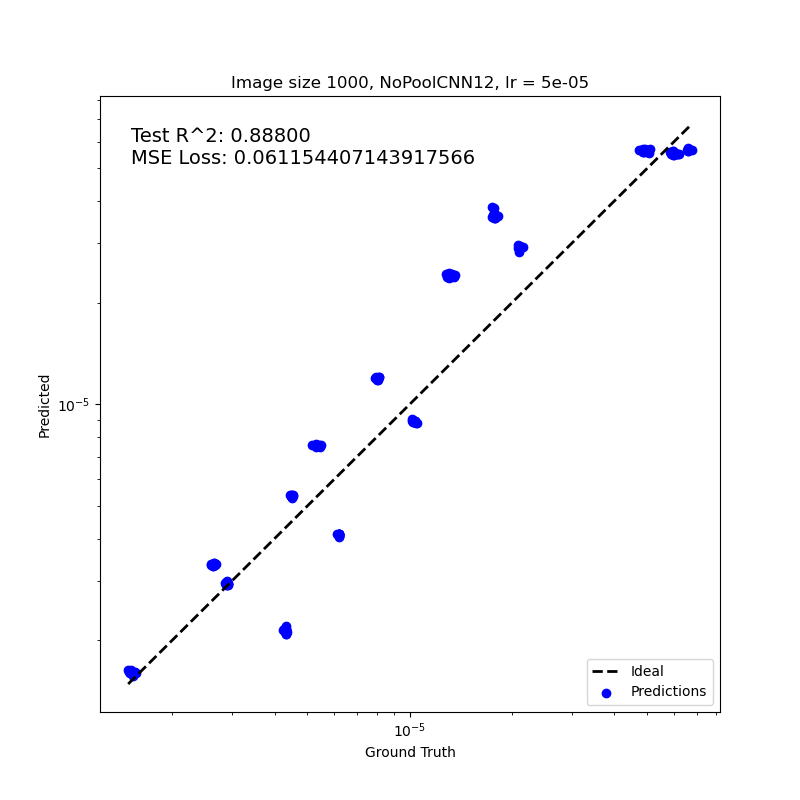 Image size 1000, NoPoolCNN12, lr = 5e-05
Test R^2: 0.88800
MSE Loss: 0.061154407143917566
Predicted
10⁻⁵
Ideal
Predictions
10⁻⁵
Ground Truth